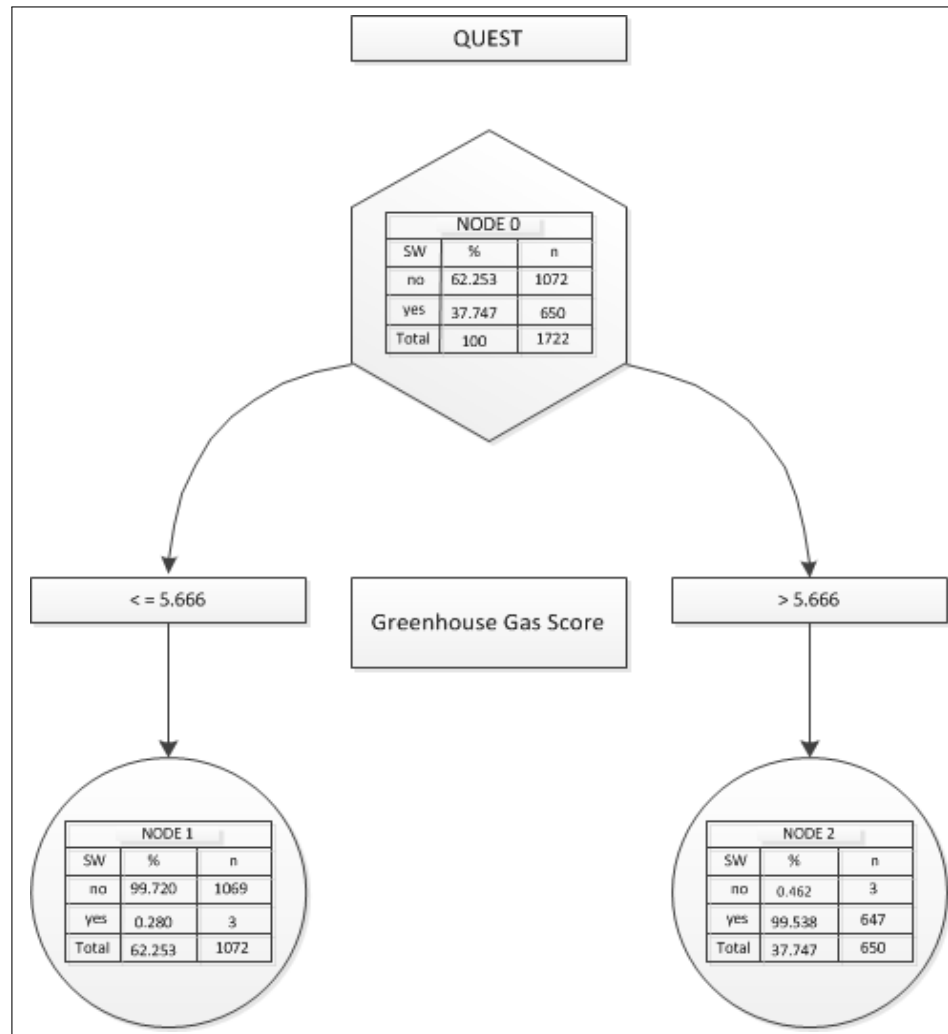 QUEST
NODE 0
SW % n
no 62.253 1072
yes 37.747 650
Total 100 1722
< = 5.666
Greenhouse Gas Score
> 5.666
NODE 1
SW % n
no 99.720 1069
yes 0.280 3
Total 62.253 1072
NODE 2
SW % n
no 0.462 3
yes 99.538 647
Total 37.747 650